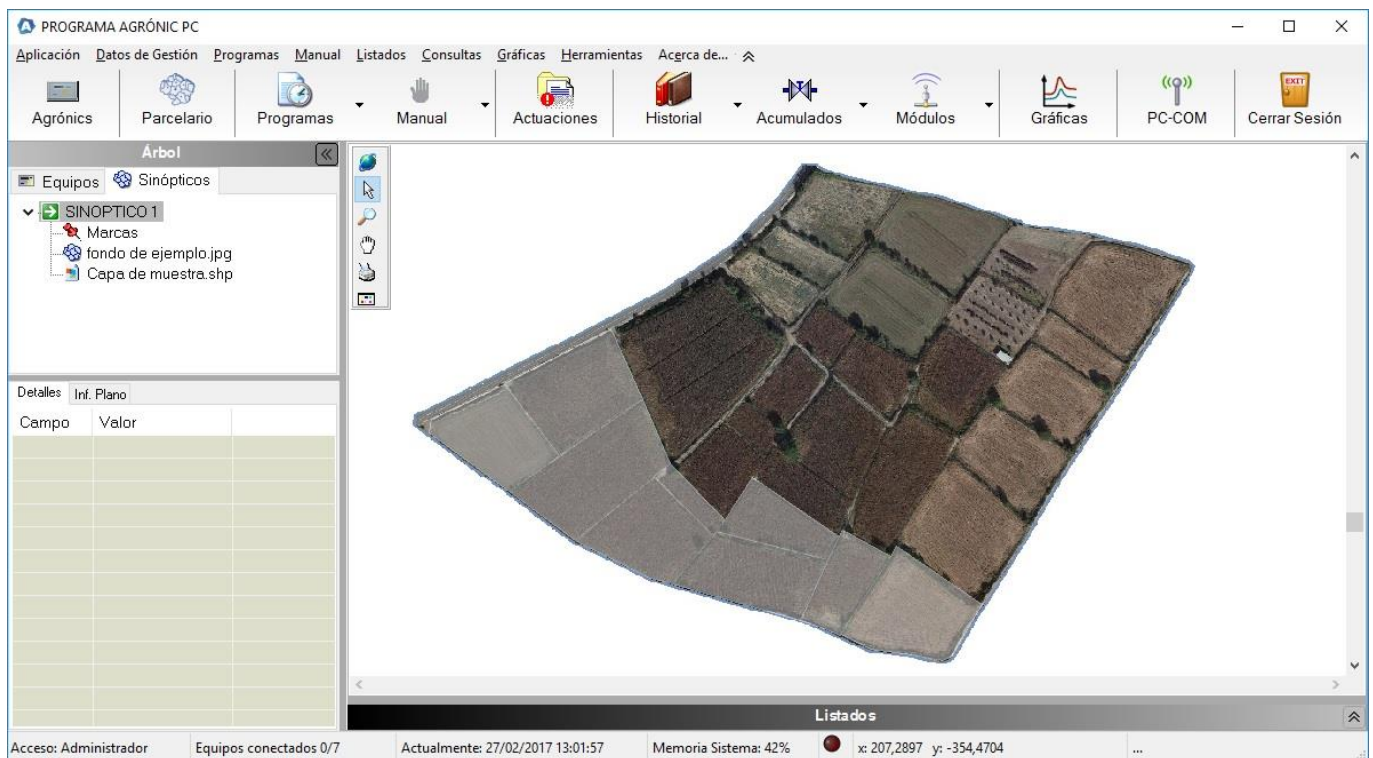 PROGRAMA AGRÓNIC PC
Aplicación Datos de Gestión Programas Manual Listados Consultas Gráficas Herramientas Acerca de...
Agrónics Parcelario Programas Manual Actuaciones Historial Acumulados Módulos Gráficas PC-COM EXIT Cerrar Sesión
Árbol
Equipos Sinópticos
SINOPTICO 1
Marcas
fondo de ejemplo.jpg
Capa de muestra.shp
Detalles Inf. Plano
Campo Valor
Listados
Acceso: Administrador Equipos conectados 0/7 Actualmente: 27/02/2017 13:01:57 Memoria Sistema: 42% x: 207,2897 y: -354,4704 ...